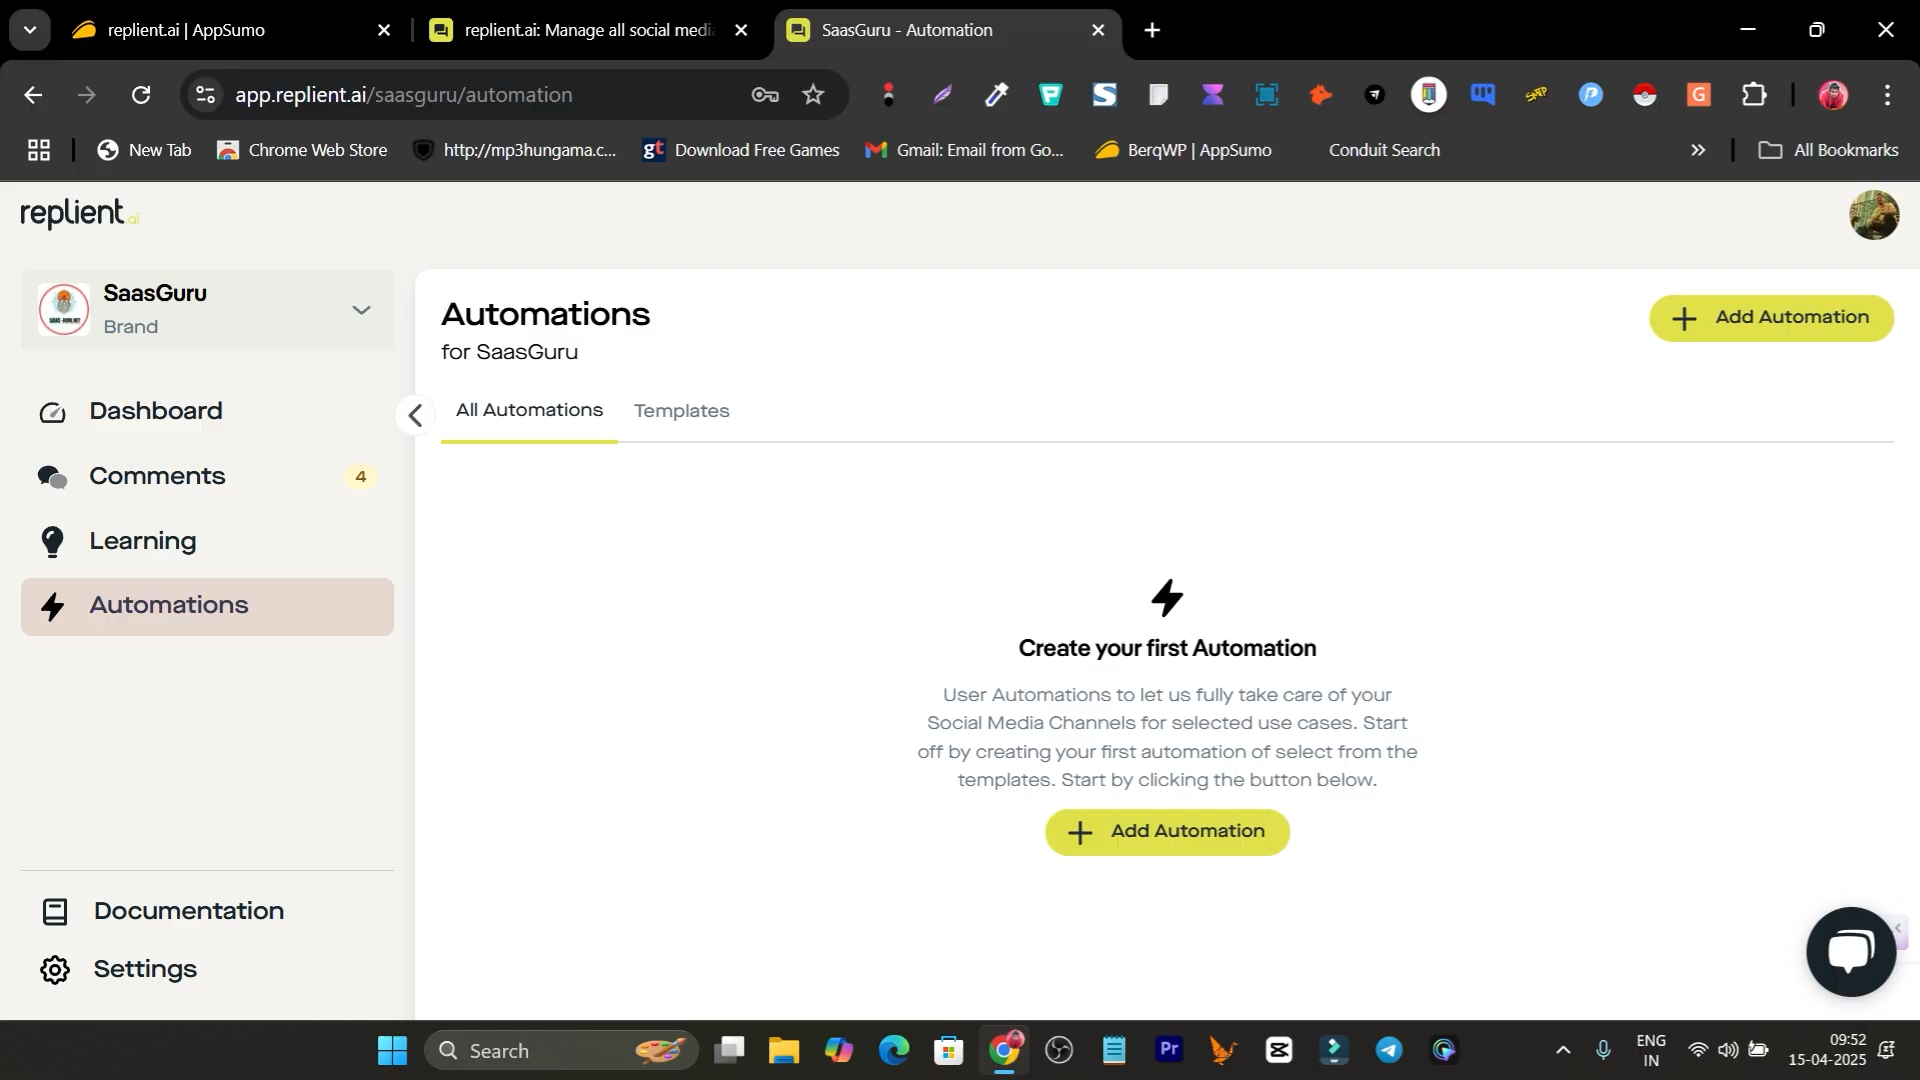 replient.ai | AppSumo
replient.ai: Manage all social medi
SaasGuru - Automation
app.replient.ai/saasguru/automation
New Tab
Chrome Web Store
http://mp3hungama.c...
gt
Download Free Games
Gmail: Email from Go...
BerqWP | AppSumo
Conduit Search
All Bookmarks
replient.ai
SaasGuru
Brand
Dashboard
Comments
4
Learning
Automations
Documentation
Settings
Automations
for SaasGuru
Add Automation
All Automations
Templates
Create your first Automation
User Automations to let us fully take care of your
Social Media Channels for selected use cases. Start
off by creating your first automation of select from the
templates. Start by clicking the button below.
Add Automation
Search
Pr
ENG
IN
09:52
15-04-2025